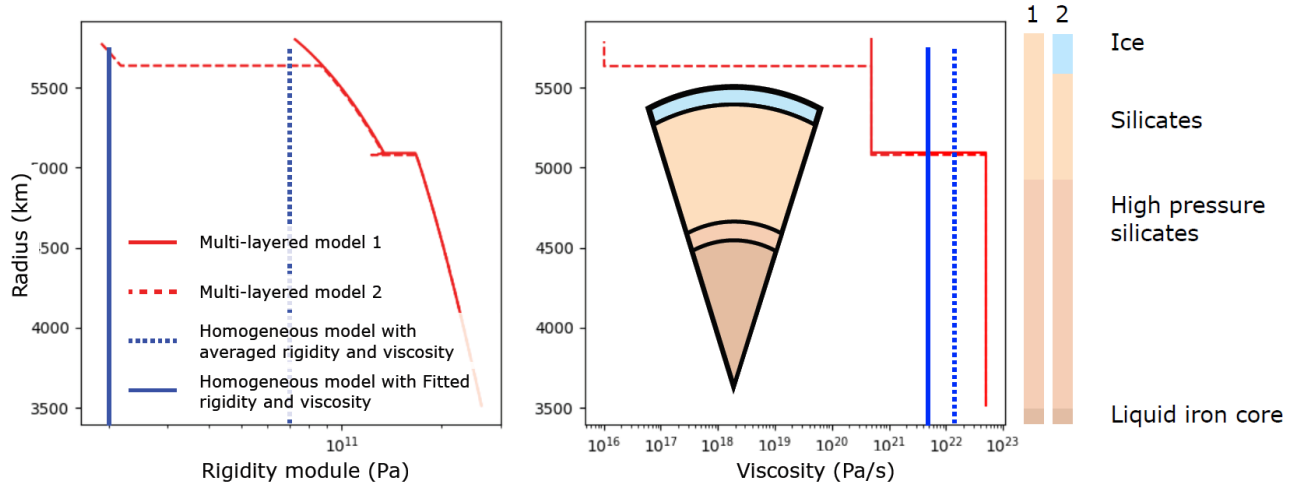 1 2
Ice
Silicates
High pressure
silicates
Liquid iron core
Radius (km)
5500
5000
4500
4000
3500
Multi-layered model 1
Multi-layered model 2
Homogeneous model with
averaged rigidity and viscosity
Homogeneous model with Fitted
rigidity and viscosity
10¹¹
Rigidity module (Pa)
5500
5000
4500
4000
3500
10¹⁶ 10¹⁷ 10¹⁸ 10¹⁹ 10²⁰ 10²¹ 10²² 10²³
Viscosity (Pa/s)